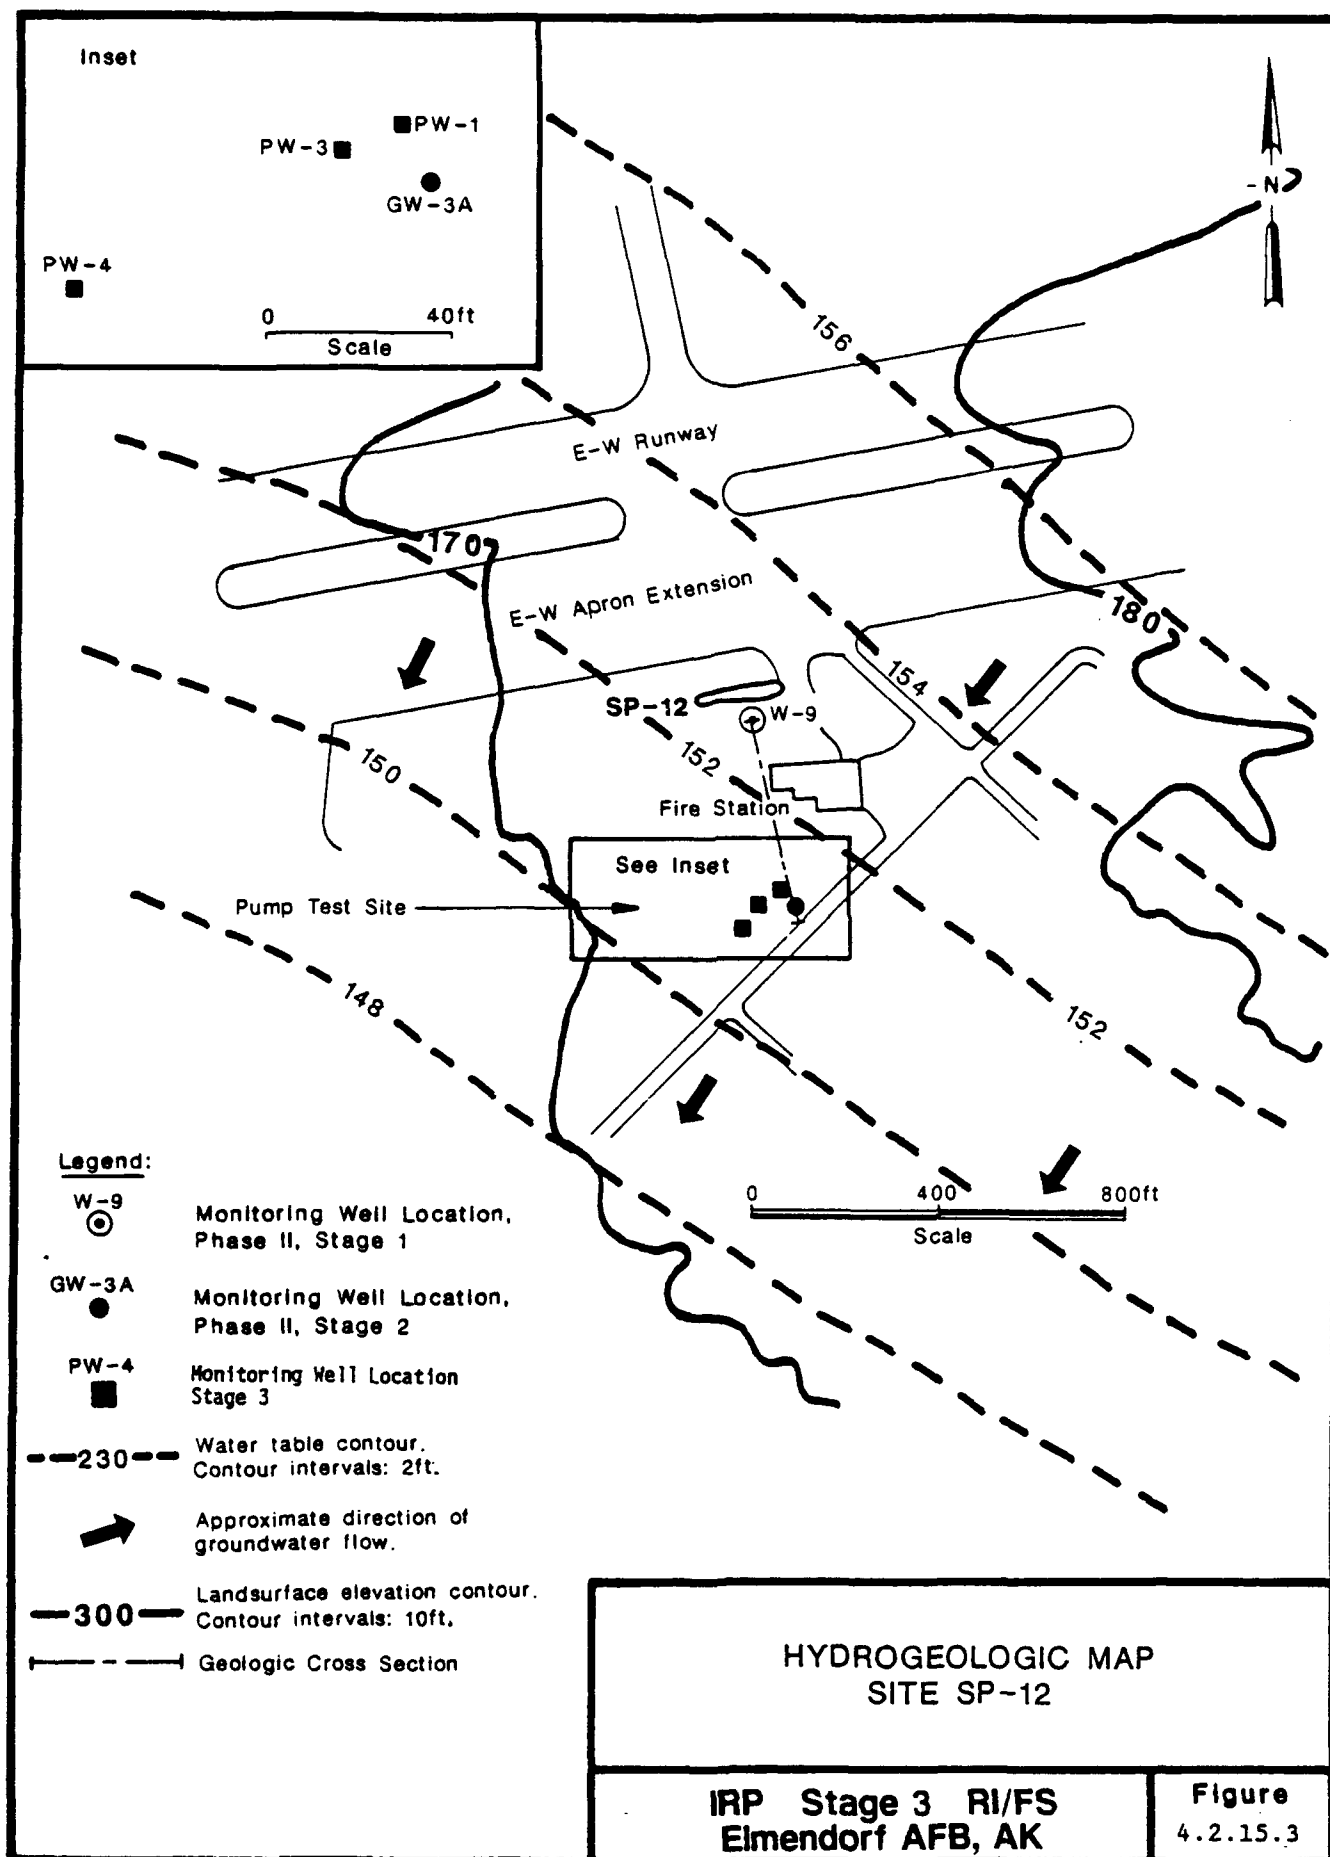 Inset
PW-1
PW-3
GW-3A
PW-4
0 40ft
Scale
N
156
E-W Runway
170
E-W Apron Extension
180
154
SP-12
W-9
152
150
Fire Station
See Inset
Pump Test Site
148
152
0 400 800ft
Scale
Legend:
W-9
Monitoring Well Location,
Phase II, Stage 1
GW-3A
Monitoring Well Location,
Phase II, Stage 2
PW-4
Monitoring Well Location
Stage 3
230
Water table contour.
Contour intervals: 2ft.
Approximate direction of
groundwater flow.
300
Landsurface elevation contour.
Contour intervals: 10ft.
Geologic Cross Section
HYDROGEOLOGIC MAP
SITE SP-12
IRP Stage 3 RI/FS
Elmendorf AFB, AK
Figure
4.2.15.3